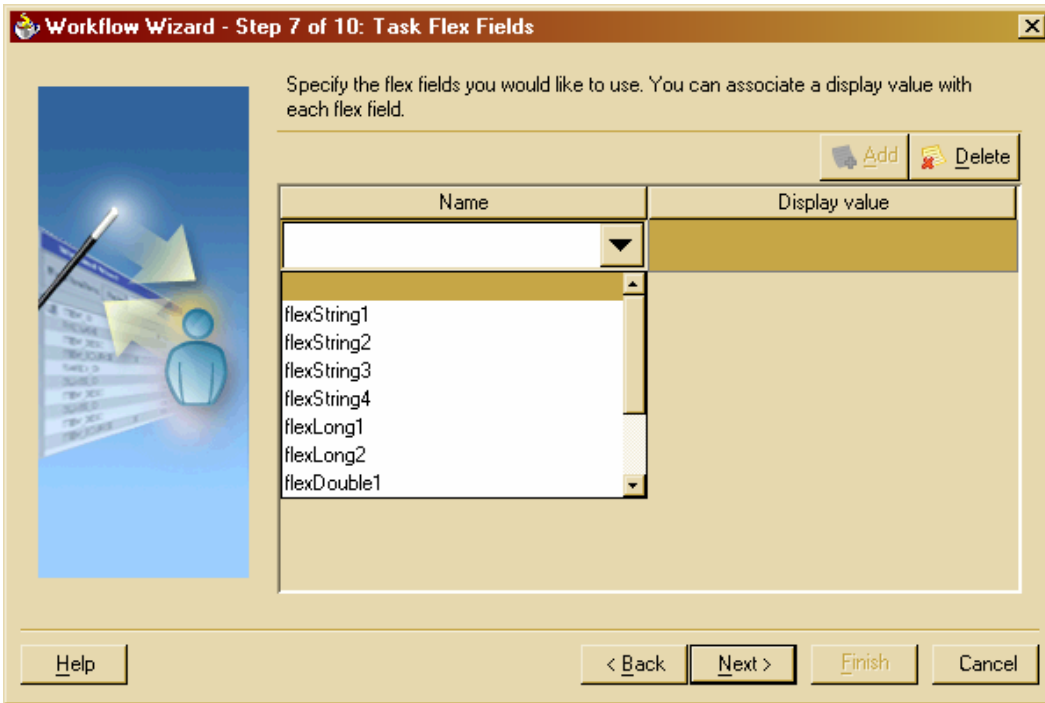 Workflow Wizard - Step 7 of 10: Task Flex Fields
Specify the flex fields you would like to use. You can associate a display value with
each flex field.
Add Delete
Name Display value
flexString1
flexString2
flexString3
flexString4
flexLong1
flexLong2
flexDouble1
Help < Back Next > Finish Cancel